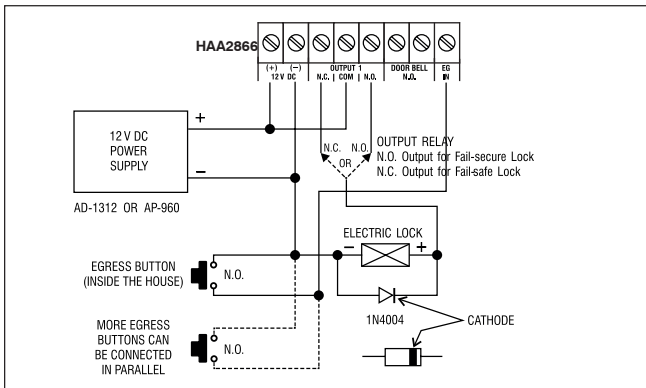 HAA2866
(+) (–) OUTPUT 1 DOOR BELL EG
12 V DC N.C. | COM | N.O. N.O. IN
+
12 V DC
POWER
SUPPLY
–
AD-1312 OR AP-960
N.C. N.O.
OR
OUTPUT RELAY
N.O. Output for Fail-secure Lock
N.C. Output for Fail-safe Lock
ELECTRIC LOCK
– +
EGRESS BUTTON
(INSIDE THE HOUSE)
N.O.
1N4004
CATHODE
MORE EGRESS
BUTTONS CAN
BE CONNECTED
IN PARALLEL
N.O.